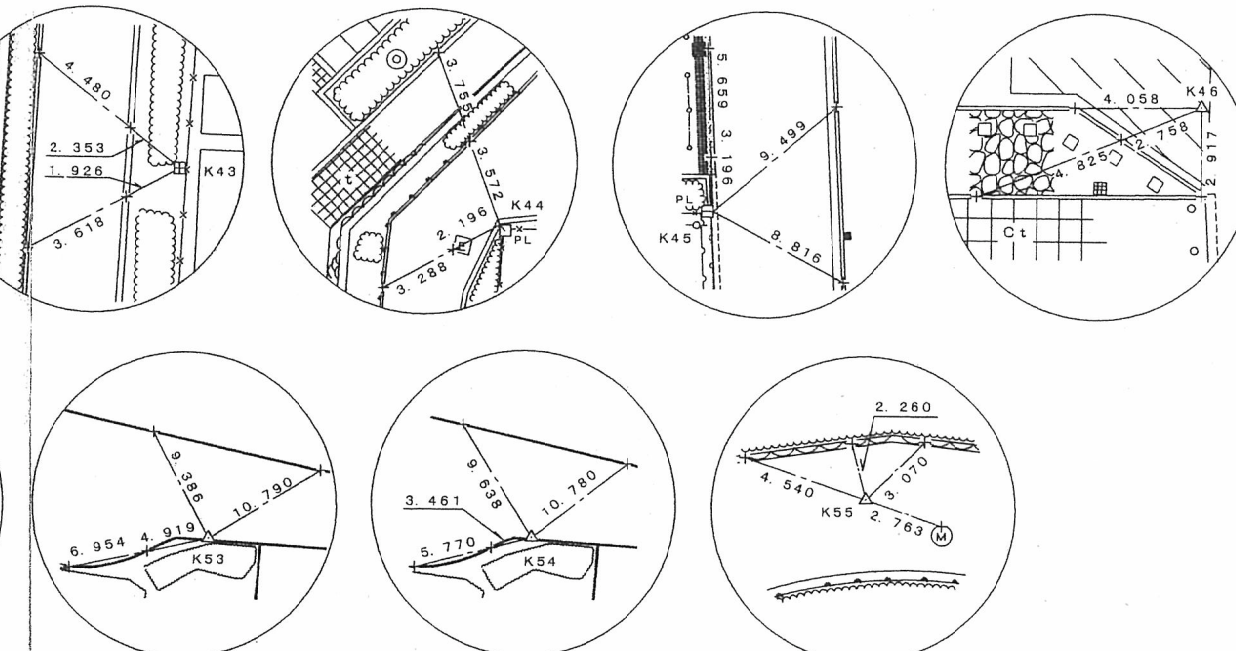 4. 480
2. 353
1. 926
3. 618
K43
3. 755
t
3. 572
2. 196
3. 288
K44
PL
5. 659
3. 196
9. 499
8. 816
PL
K45
K46
4. 058
2. 758
4. 825
2. 917
Ct
9. 386
10. 790
6. 954
4. 919
K53
9. 638
10. 780
3. 461
5. 770
K54
2. 260
4. 540
3. 070
K55
2. 763
M